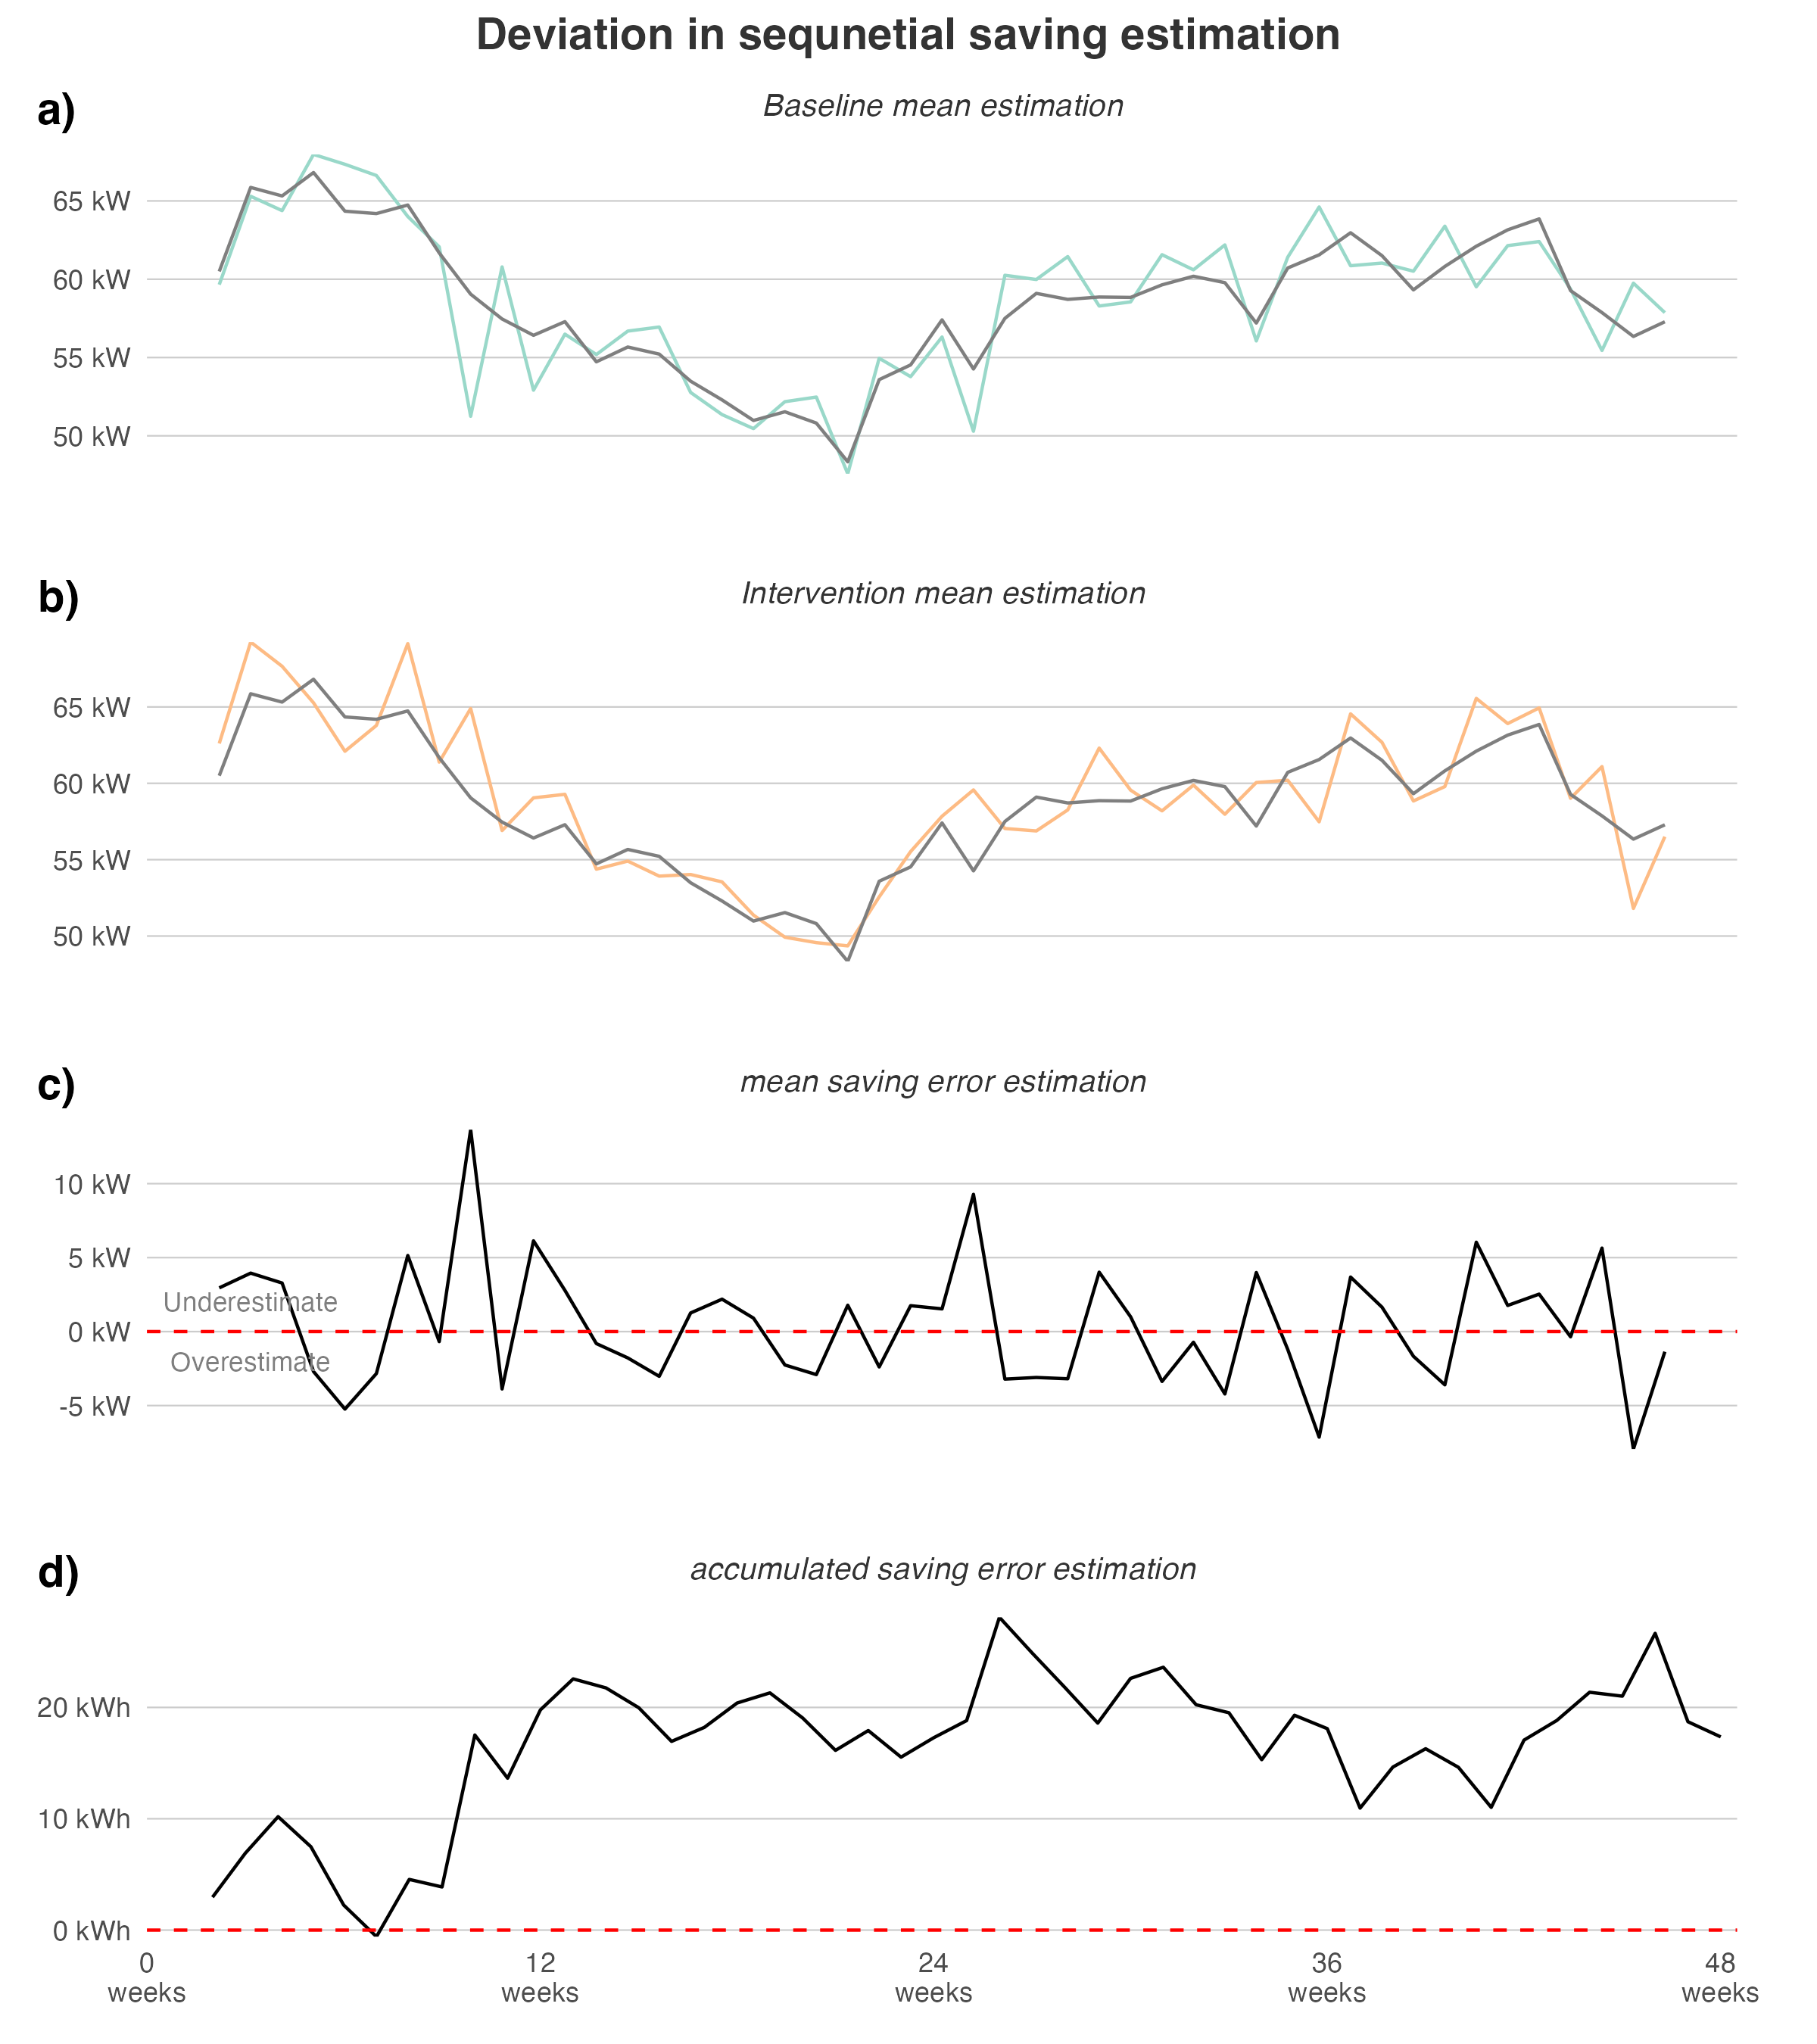 Deviation in sequnetial saving estimation
a)
Baseline mean estimation
65 kW
60 kW
55 kW
50 kW
b)
Intervention mean estimation
65 kW
60 kW
55 kW
50 kW
c)
mean saving error estimation
10 kW
5 kW
Underestimate
0 kW
Overestimate
-5 kW
d)
accumulated saving error estimation
20 kWh
10 kWh
0 kWh
0 12 24 36 48
weeks weeks weeks weeks weeks